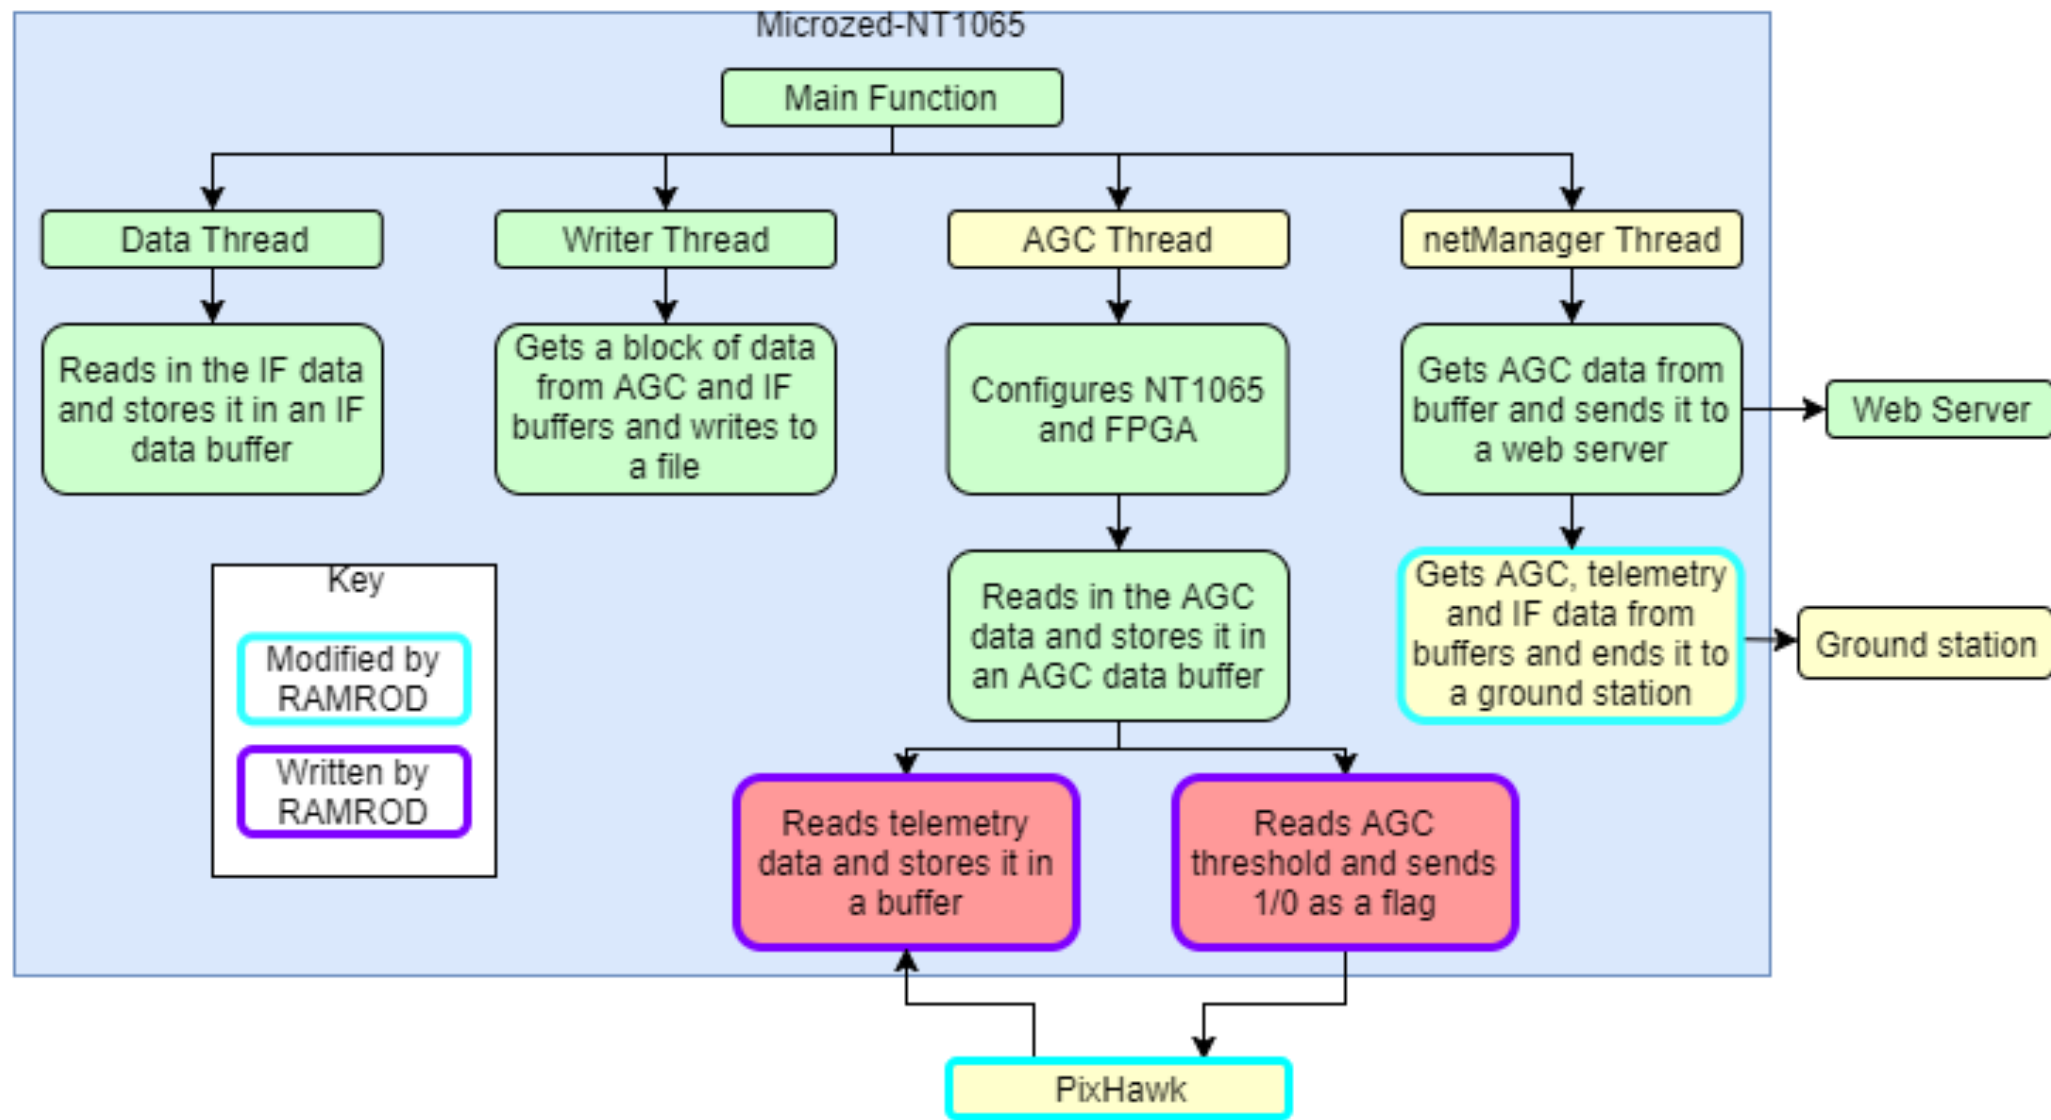 Microzed-NT1065
Main Function
Data Thread
Writer Thread
AGC Thread
netManager Thread
Reads in the IF data
and stores it in an IF
data buffer
Gets a block of data
from AGC and IF
buffers and writes to
a file
Configures NT1065
and FPGA
Gets AGC data from
buffer and sends it to
a web server
Web Server
Key
Modified by
RAMROD
Written by
RAMROD
Reads in the AGC
data and stores it in
an AGC data buffer
Gets AGC, telemetry
and IF data from
buffers and ends it to
a ground station
Ground station
Reads telemetry
data and stores it in
a buffer
Reads AGC
threshold and sends
1/0 as a flag
PixHawk